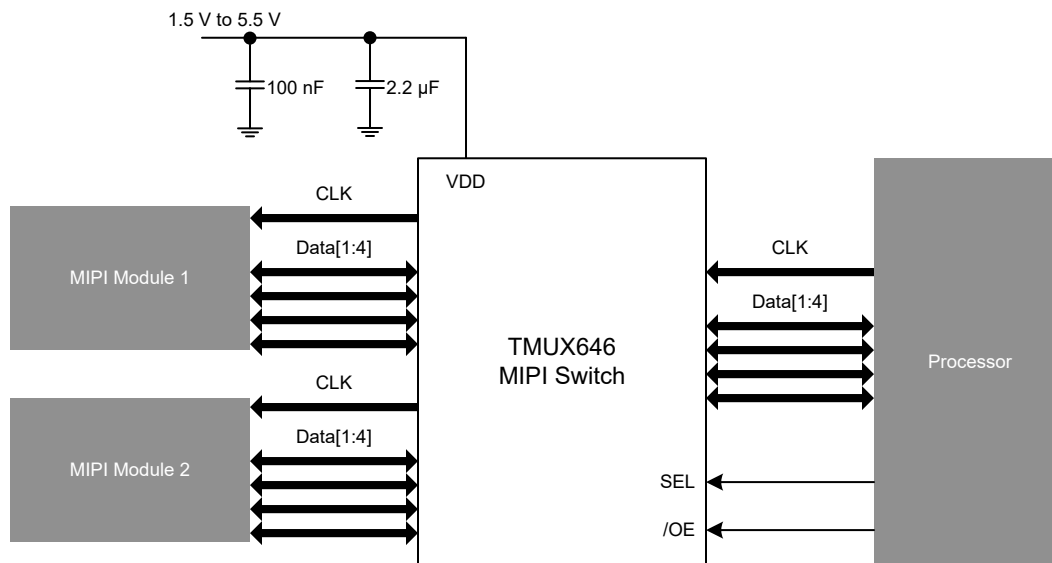 1.5 V to 5.5 V
100 nF
2.2 µF
VDD
CLK
Data[1:4]
MIPI Module 1
CLK
Data[1:4]
TMUX646
MIPI Switch
Processor
CLK
Data[1:4]
MIPI Module 2
SEL
/OE